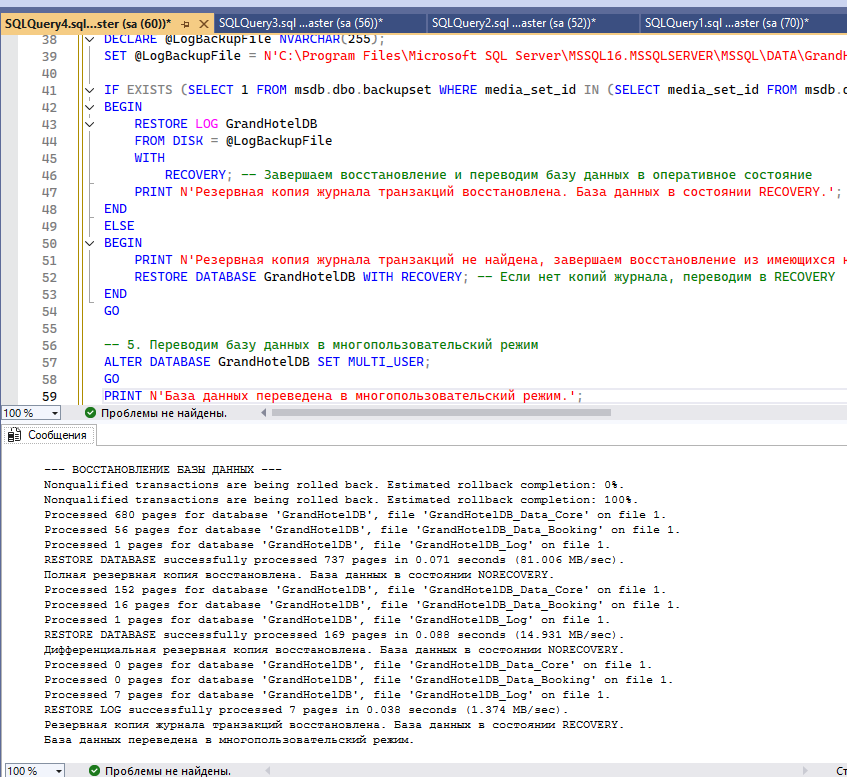 SQLQuery4.sql...ster (sa (60))* SQLQuery3.sql ...aster (sa (56))* SQLQuery2.sql ...aster (sa (52))* SQLQuery1.sql ...aster (sa (70))*
38 DECLARE @LogBackupFile NVARCHAR(255);
39 SET @LogBackupFile = N'C:\Program Files\Microsoft SQL Server\MSSQL16.MSSQLSERVER\MSSQL\DATA\GrandH
40
41 IF EXISTS (SELECT 1 FROM msdb.dbo.backupset WHERE media_set_id IN (SELECT media_set_id FROM msdb.d
42 BEGIN
43 RESTORE LOG GrandHotelDB
44 FROM DISK = @LogBackupFile
45 WITH
46 RECOVERY; -- Завершаем восстановление и переводим базу данных в оперативное состояние
47 PRINT N'Резервная копия журнала транзакций восстановлена. База данных в состоянии RECOVERY.';
48 END
49 ELSE
50 BEGIN
51 PRINT N'Резервная копия журнала транзакций не найдена, завершаем восстановление из имеющихся
52 RESTORE DATABASE GrandHotelDB WITH RECOVERY; -- Если нет копий журнала, переводим в RECOVERY
53 END
54 GO
55
56 -- 5. Переводим базу данных в многопользовательский режим
57 ALTER DATABASE GrandHotelDB SET MULTI_USER;
58 GO
59 PRINT N'База данных переведена в многопользовательский режим.';
100 % Проблемы не найдены.
Сообщения
--- ВОССТАНОВЛЕНИЕ БАЗЫ ДАННЫХ ---
Nonqualified transactions are being rolled back. Estimated rollback completion: 0%.
Nonqualified transactions are being rolled back. Estimated rollback completion: 100%.
Processed 680 pages for database 'GrandHotelDB', file 'GrandHotelDB_Data_Core' on file 1.
Processed 56 pages for database 'GrandHotelDB', file 'GrandHotelDB_Data_Booking' on file 1.
Processed 1 pages for database 'GrandHotelDB', file 'GrandHotelDB_Log' on file 1.
RESTORE DATABASE successfully processed 737 pages in 0.071 seconds (81.006 MB/sec).
Полная резервная копия восстановлена. База данных в состоянии NORECOVERY.
Processed 152 pages for database 'GrandHotelDB', file 'GrandHotelDB_Data_Core' on file 1.
Processed 16 pages for database 'GrandHotelDB', file 'GrandHotelDB_Data_Booking' on file 1.
Processed 1 pages for database 'GrandHotelDB', file 'GrandHotelDB_Log' on file 1.
RESTORE DATABASE successfully processed 169 pages in 0.088 seconds (14.931 MB/sec).
Дифференциальная резервная копия восстановлена. База данных в состоянии NORECOVERY.
Processed 0 pages for database 'GrandHotelDB', file 'GrandHotelDB_Data_Core' on file 1.
Processed 0 pages for database 'GrandHotelDB', file 'GrandHotelDB_Data_Booking' on file 1.
Processed 7 pages for database 'GrandHotelDB', file 'GrandHotelDB_Log' on file 1.
RESTORE LOG successfully processed 7 pages in 0.038 seconds (1.374 MB/sec).
Резервная копия журнала транзакций восстановлена. База данных в состоянии RECOVERY.
База данных переведена в многопользовательский режим.
100 % Проблемы не найдены. Ст